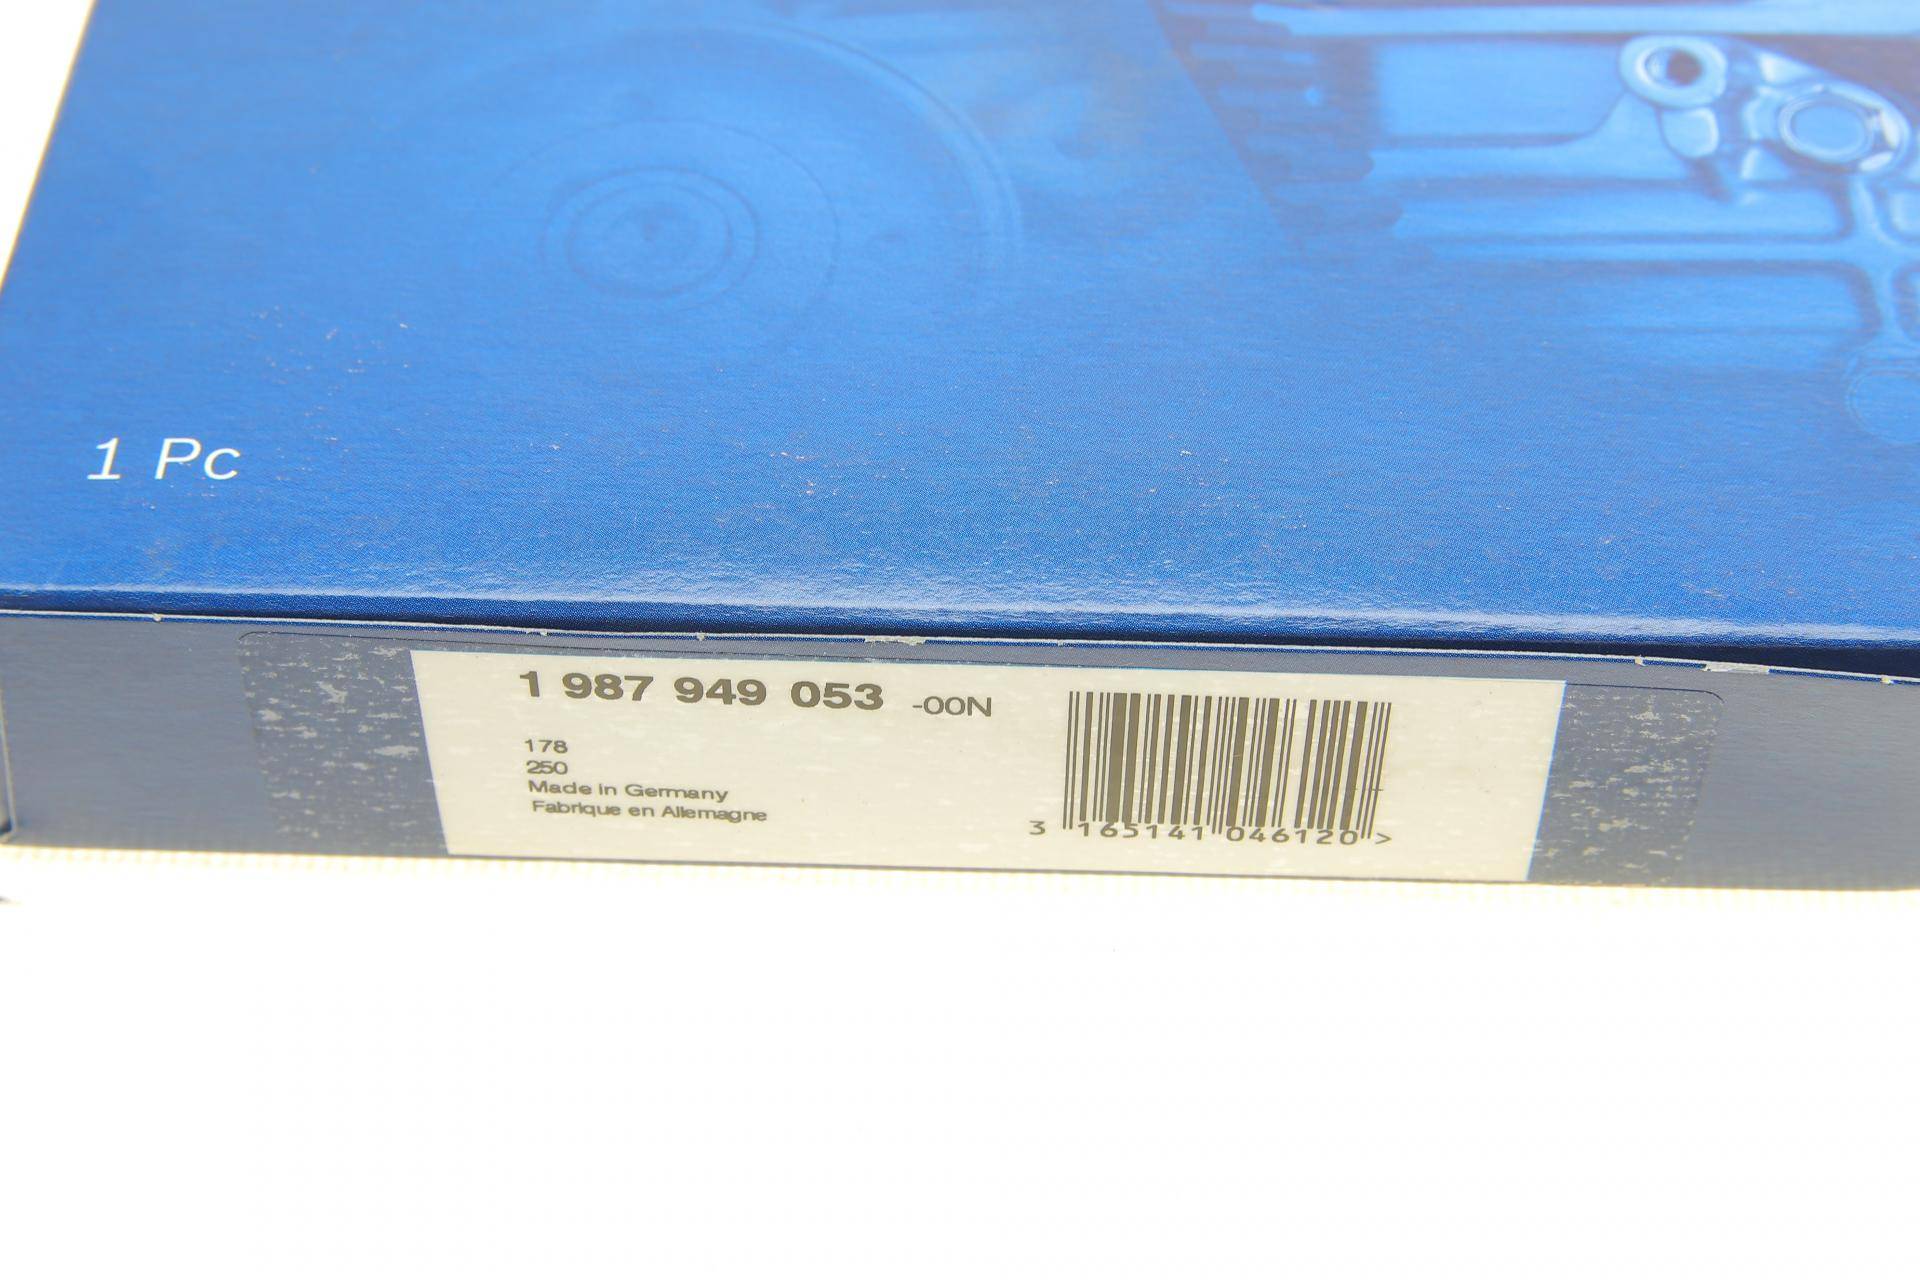 1 Pc
1 987 949 053 -00N
178
250
Made in Germany
Fabrique en Allemagne
3 165141 046120 >